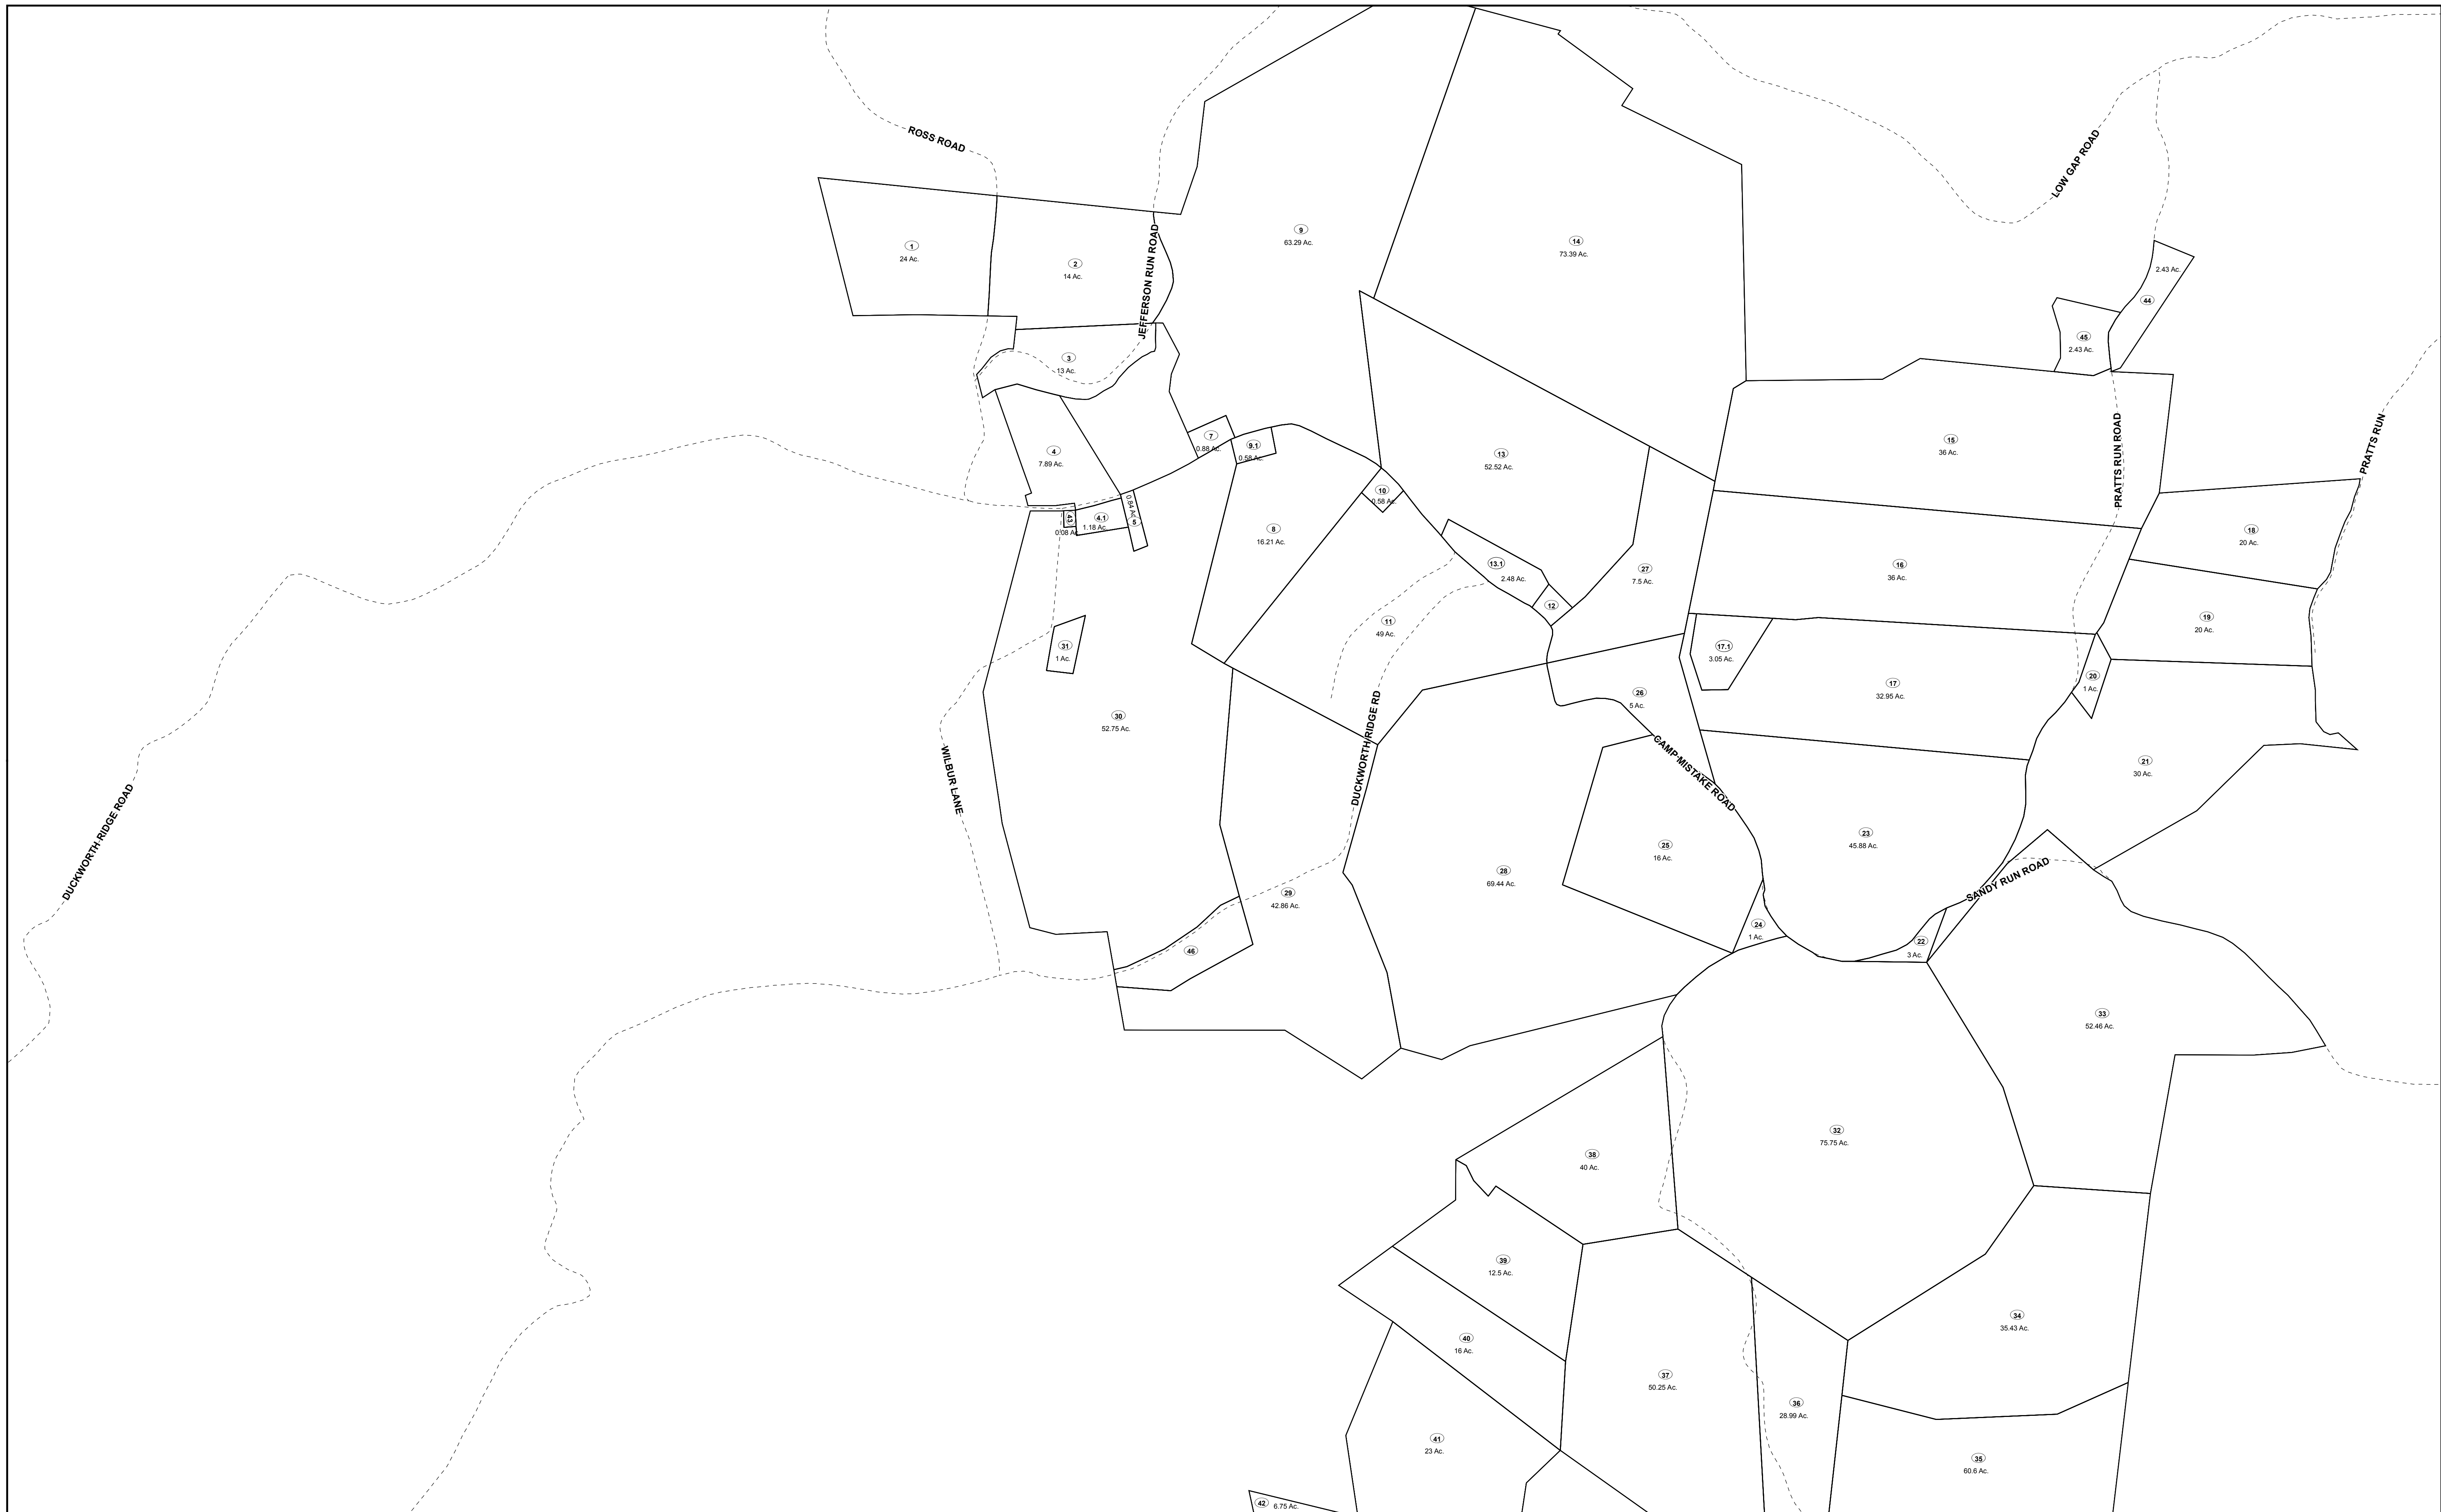 ROSS ROAD
LOW GAP ROAD
JEFFERSON RUN ROAD
1
24 Ac.
2
14 Ac.
9
63.29 Ac.
14
73.39 Ac.
2.43 Ac.
44
45
2.43 Ac.
3
13 Ac.
PRATTS RUN ROAD
PRATTS RUN
15
36 Ac.
7
0.88 Ac.
9.1
0.58 Ac.
4
7.89 Ac.
13
52.52 Ac.
10
0.58 Ac.
0.84 Ac.
5
43
0.08 Ac.
4.1
1.18 Ac.
8
16.21 Ac.
18
20 Ac.
13.1
2.48 Ac.
27
7.5 Ac.
16
36 Ac.
12
11
49 Ac.
19
20 Ac.
31
1 Ac.
17.1
3.05 Ac.
17
32.95 Ac.
20
1 Ac.
26
5 Ac.
30
52.75 Ac.
DUCKWORTH RIDGE RD
WILBUR LANE
CAMP MISTAKE ROAD
21
30 Ac.
DUCKWORTH RIDGE ROAD
25
16 Ac.
23
45.88 Ac.
28
69.44 Ac.
29
42.86 Ac.
SANDY RUN ROAD
24
1 Ac.
22
3 Ac.
46
33
52.46 Ac.
32
75.75 Ac.
38
40 Ac.
39
12.5 Ac.
34
35.43 Ac.
40
16 Ac.
37
50.25 Ac.
36
28.99 Ac.
41
23 Ac.
35
60.6 Ac.
42
6.75 Ac.